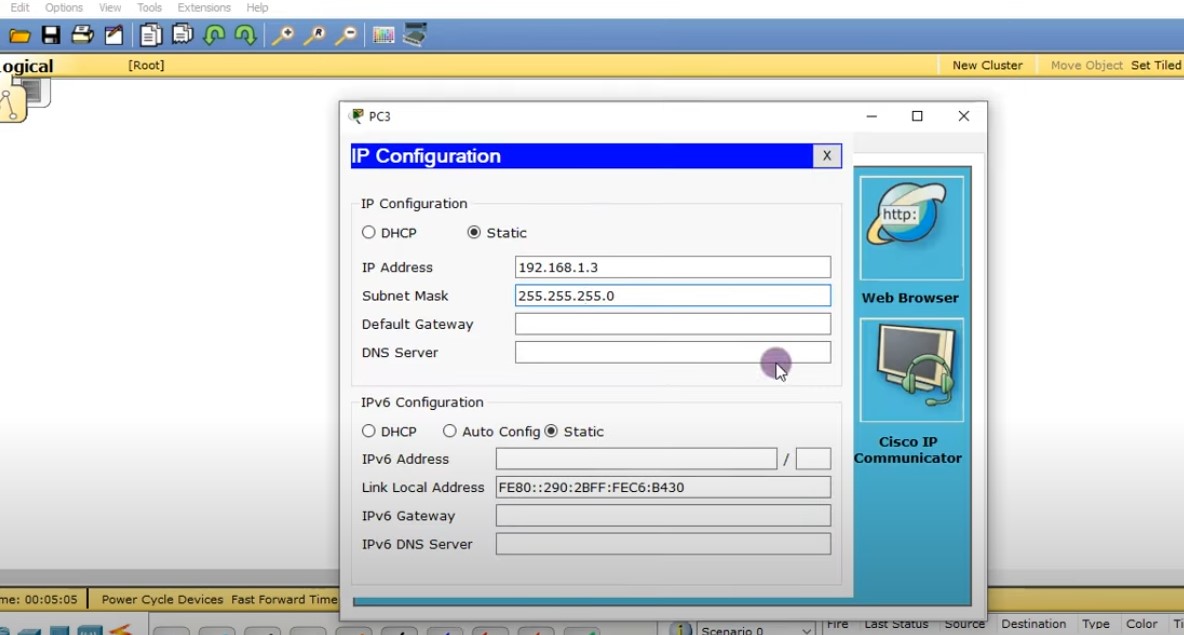 Edit Options View Tools Extensions Help
ogical [Root] New Cluster Move Object Set Tiled
PC3
IP Configuration X
IP Configuration
DHCP Static
IP Address 192.168.1.3
Subnet Mask 255.255.255.0
Default Gateway
DNS Server
IPv6 Configuration
DHCP Auto Config Static
IPv6 Address /
Link Local Address FE80::290:2BFF:FEC6:B430
IPv6 Gateway
IPv6 DNS Server
http:
Web Browser
Cisco IP
Communicator
me: 00:05:05 Power Cycle Devices Fast Forward Time
Scenario 0 Fire Last Status Source Destination Type Color